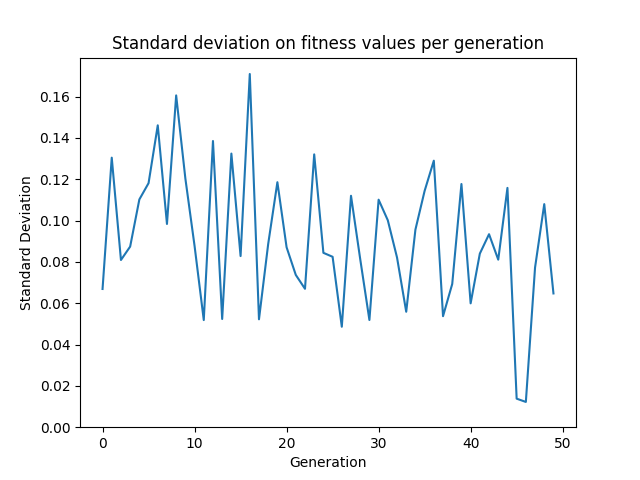 Standard deviation on fitness values per generation
Standard Deviation
0.16
0.14
0.12
0.10
0.08
0.06
0.04
0.02
0.00
0 10 20 30 40 50
Generation